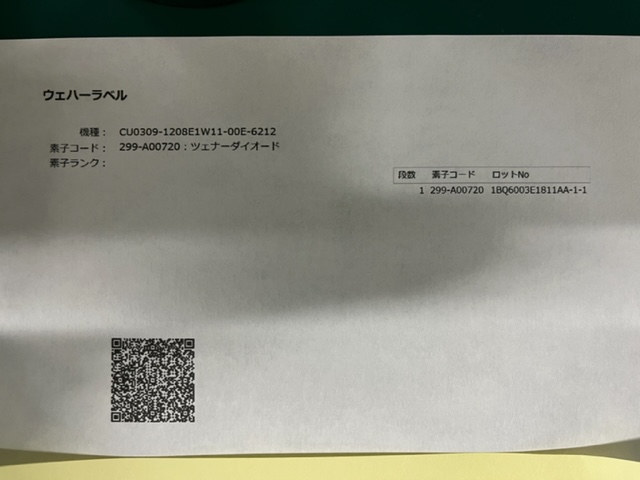 ウェハーラベル
機種： CU0309-1208E1W11-00E-6212
素子コード： 299-A00720：ツェナーダイオード
素子ランク：
段数 素子コード ロットNo
1 299-A00720 1BQ6003E1811AA-1-1